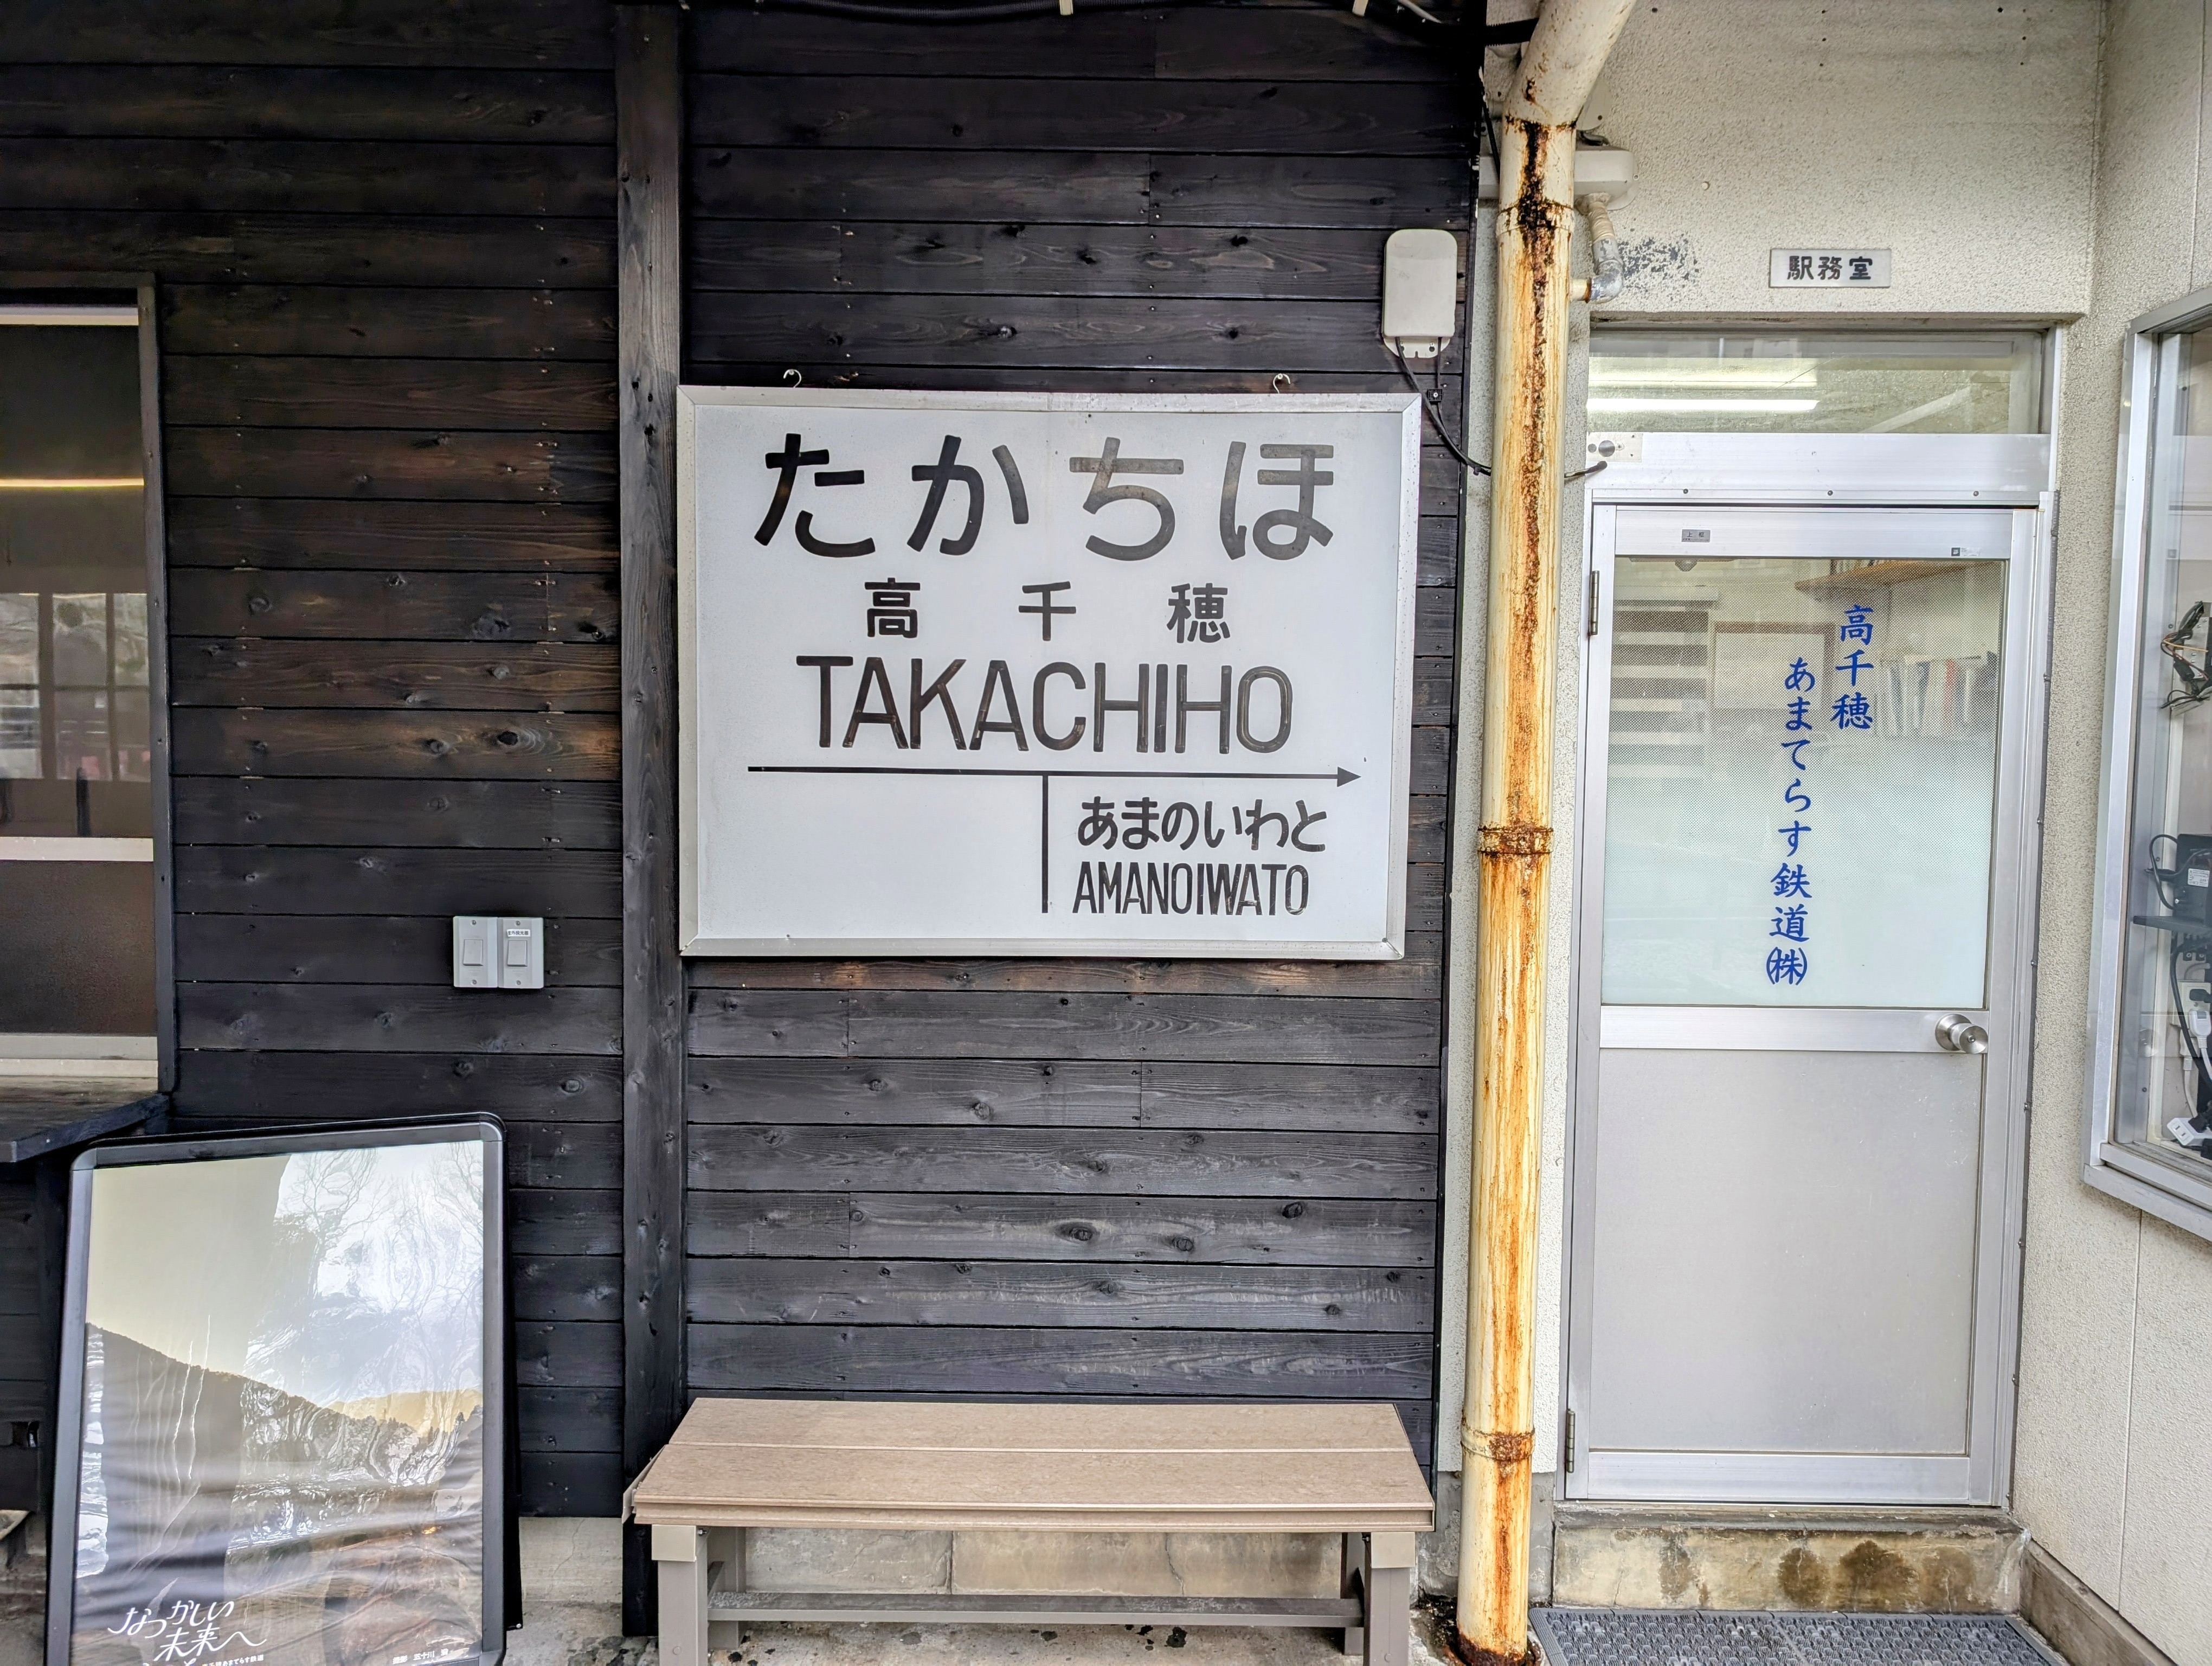 たかちほ
高千穂
TAKACHIHO
あまのいわと
AMANOIWATO
駅務室
高千穂
あまてらす鉄道㈱
なつかしい
未来へ